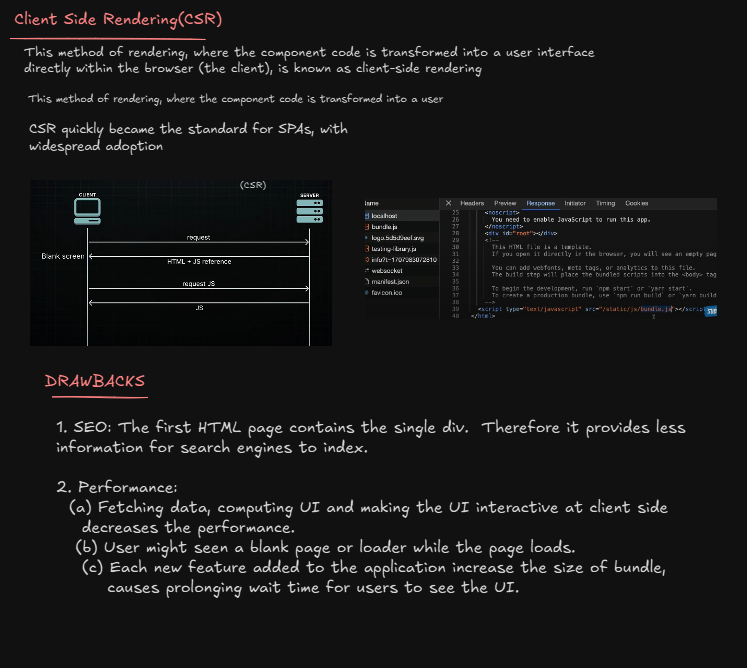 Client Side Rendering(CSR)
This method of rendering, where the component code is transformed into a user interface
directly within the browser (the client), is known as client-side rendering
This method of rendering, where the component code is transformed into a user
CSR quickly became the standard for SPAs, with
widespread adoption
(CSR)
CLIENT
SERVER
request
Blank screen
HTML + JS reference
request JS
JS
lame
Headers Preview Response Initiator Timing Cookies
localhost
bundle.js
logo.5d5d9eef.svg
testing-library.js
info?t=1707983072810
websocket
manifest.json
favicon.ico
25 <noscript>
26 You need to enable JavaScript to run this app.
27 </noscript>
28 <div id="root"></div>
29 <!--
30 This HTML file is a template.
31 If you open it directly in the browser, you will see an empty pag
32
33 You can add webfonts, meta tags, or analytics to this file.
34 The build step will place the bundled scripts into the <body> tag
35
36 To begin the development, run `npm start` or `yarn start`.
37 To create a production bundle, use `npm run build` or `yarn build
38 -->
39 <script type="text/javascript" src="/static/js/bundle.js"></script
40 </html>
DRAWBACKS
1. SEO: The first HTML page contains the single div. Therefore it provides less
information for search engines to index.
2. Performance:
(a) Fetching data, computing UI and making the UI interactive at client side
decreases the performance.
(b) User might seen a blank page or loader while the page loads.
(c) Each new feature added to the application increase the size of bundle,
causes prolonging wait time for users to see the UI.